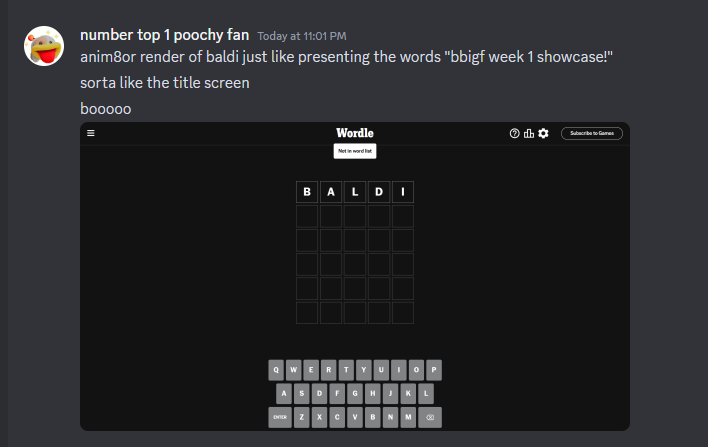 number top 1 poochy fan Today at 11:01 PM
anim8or render of baldi just like presenting the words "bbigf week 1 showcase!"
sorta like the title screen
booooo
Wordle
Subscribe to Games
Not in word list
B A L D I
Q W E R T Y U I O P
A S D F G H J K L
ENTER Z X C V B N M